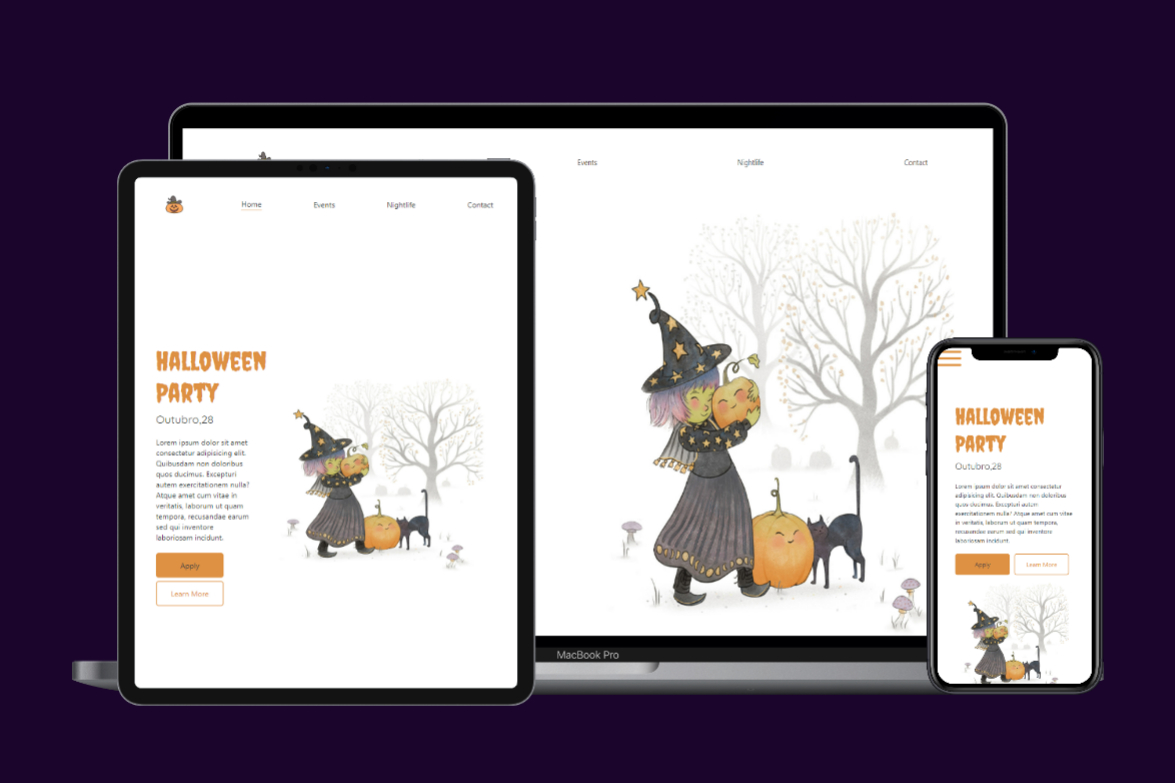 Events
Nightlife
Contact
Home
Events
Nightlife
Contact
HALLOWEEN
PARTY
Outubro,28
Lorem ipsum dolor sit amet
consectetur adipisicing elit.
Quibusdam non doloribus
quos ducimus. Excepturi
autem exercitationem nulla?
Atque amet cum vitae in
veritatis, laborum ut quam
tempora, recusandae earum
sed qui inventore
laboriosam incidunt.
Apply
Learn More
MacBook Pro
HALLOWEEN
PARTY
Outubro,28
Lorem ipsum dolor sit amet consectetur
adipisicing elit. Quibusdam non doloribus
quos ducimus. Excepturi autem
exercitationem nulla? Atque amet cum vitae
in veritatis, laborum ut quam tempora,
recusandae earum sed qui inventore
laboriosam incidunt.
Apply
Learn More